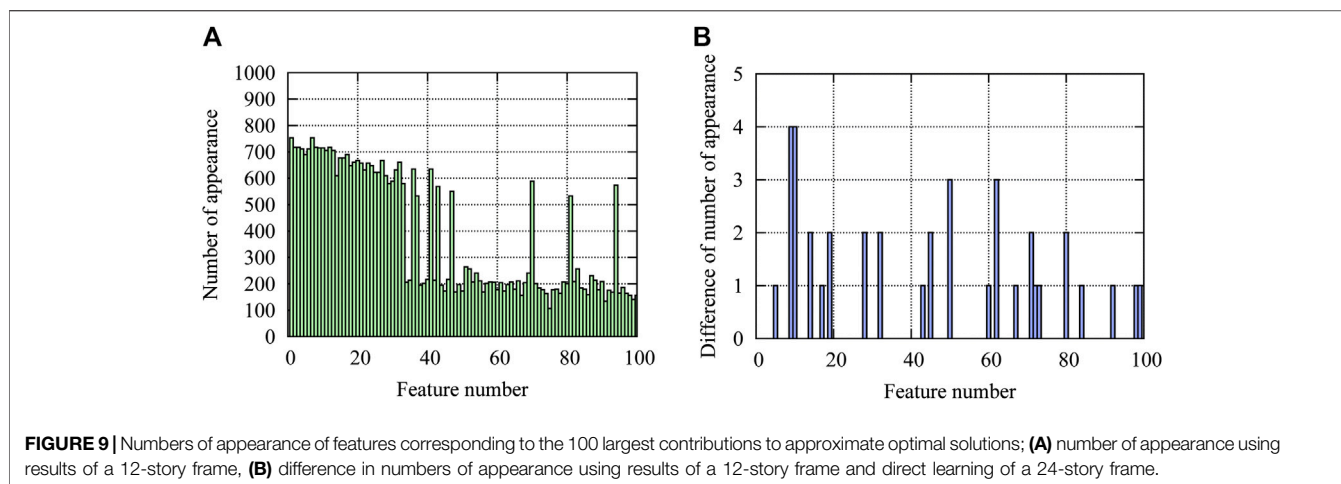 A
1000
900
800
700
600
500
400
300
200
100
0
Number of appearance
0 20 40 60 80 100
Feature number
B
5
4
3
2
1
0
Difference of number of appearance
0 20 40 60 80 100
Feature number
FIGURE 9 | Numbers of appearance of features corresponding to the 100 largest contributions to approximate optimal solutions; (A) number of appearance using
results of a 12-story frame, (B) difference in numbers of appearance using results of a 12-story frame and direct learning of a 24-story frame.